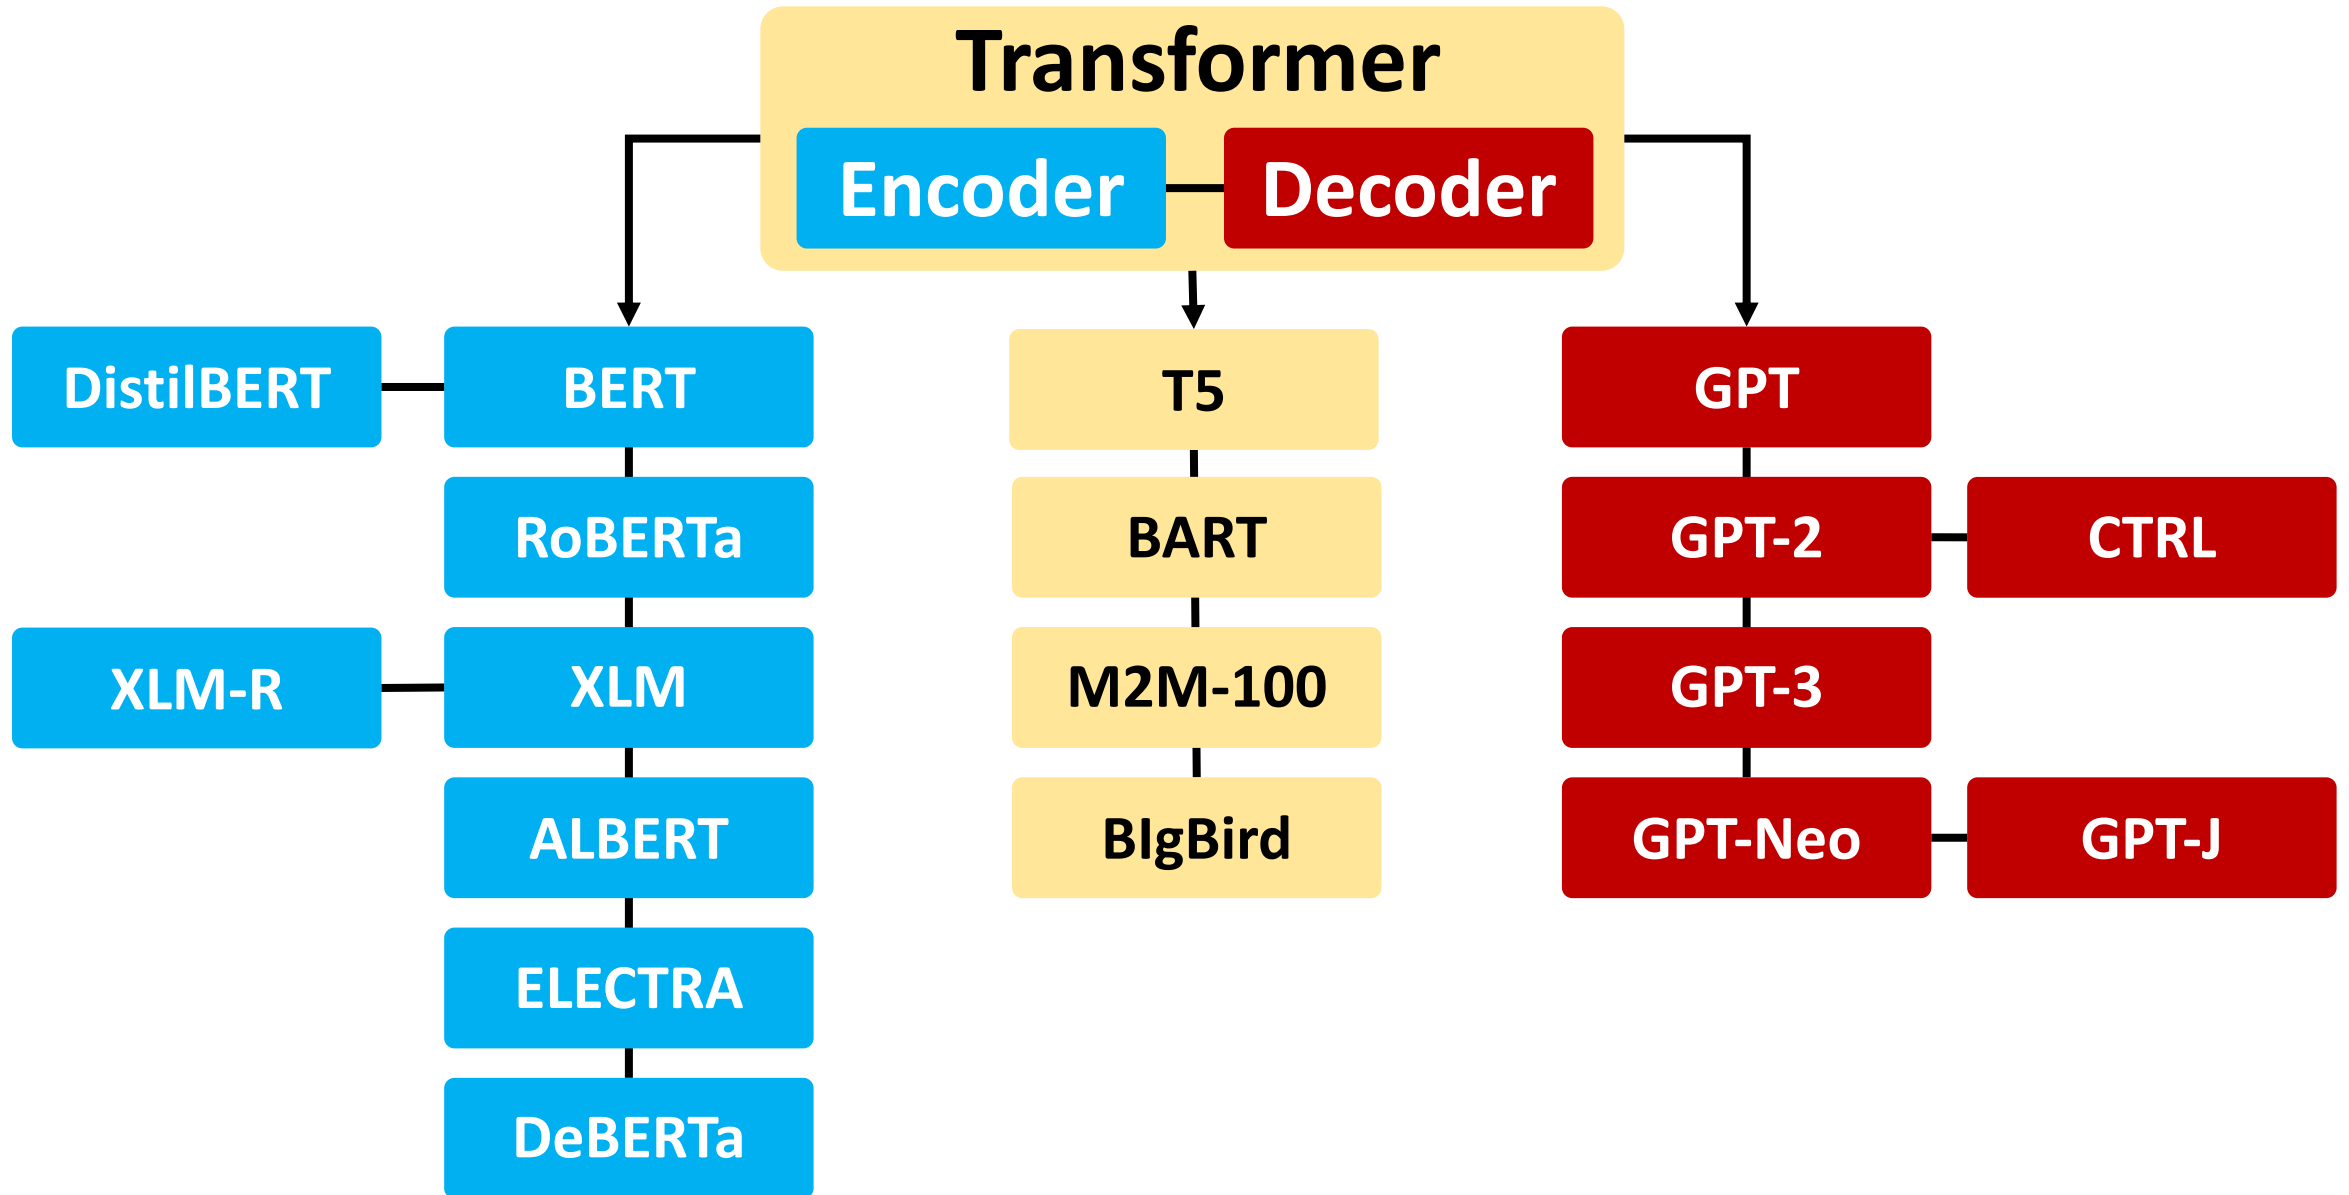 Transformer
Encoder
Decoder
DistilBERT
BERT
T5
GPT
RoBERTa
BART
GPT-2
CTRL
XLM-R
XLM
M2M-100
GPT-3
ALBERT
BIgBird
GPT-Neo
GPT-J
ELECTRA
DeBERTa